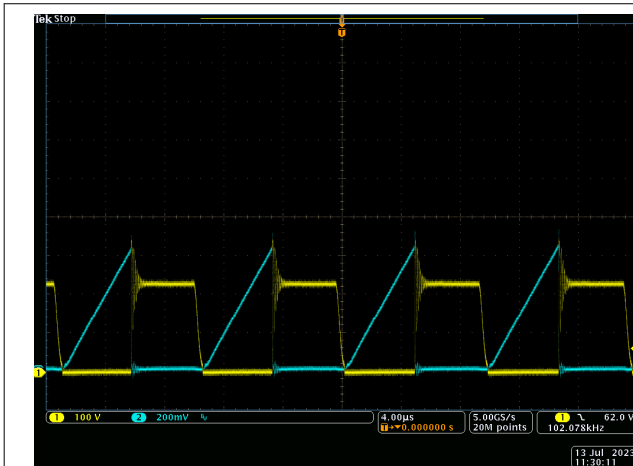 Tek Stop
T
T
1
1 100 V 2 200mV 4.00µs 5.00GS/s 1 62.0 V
T→▼0.000000 s 20M points 102.078kHz
13 Jul 2023
11:30:11